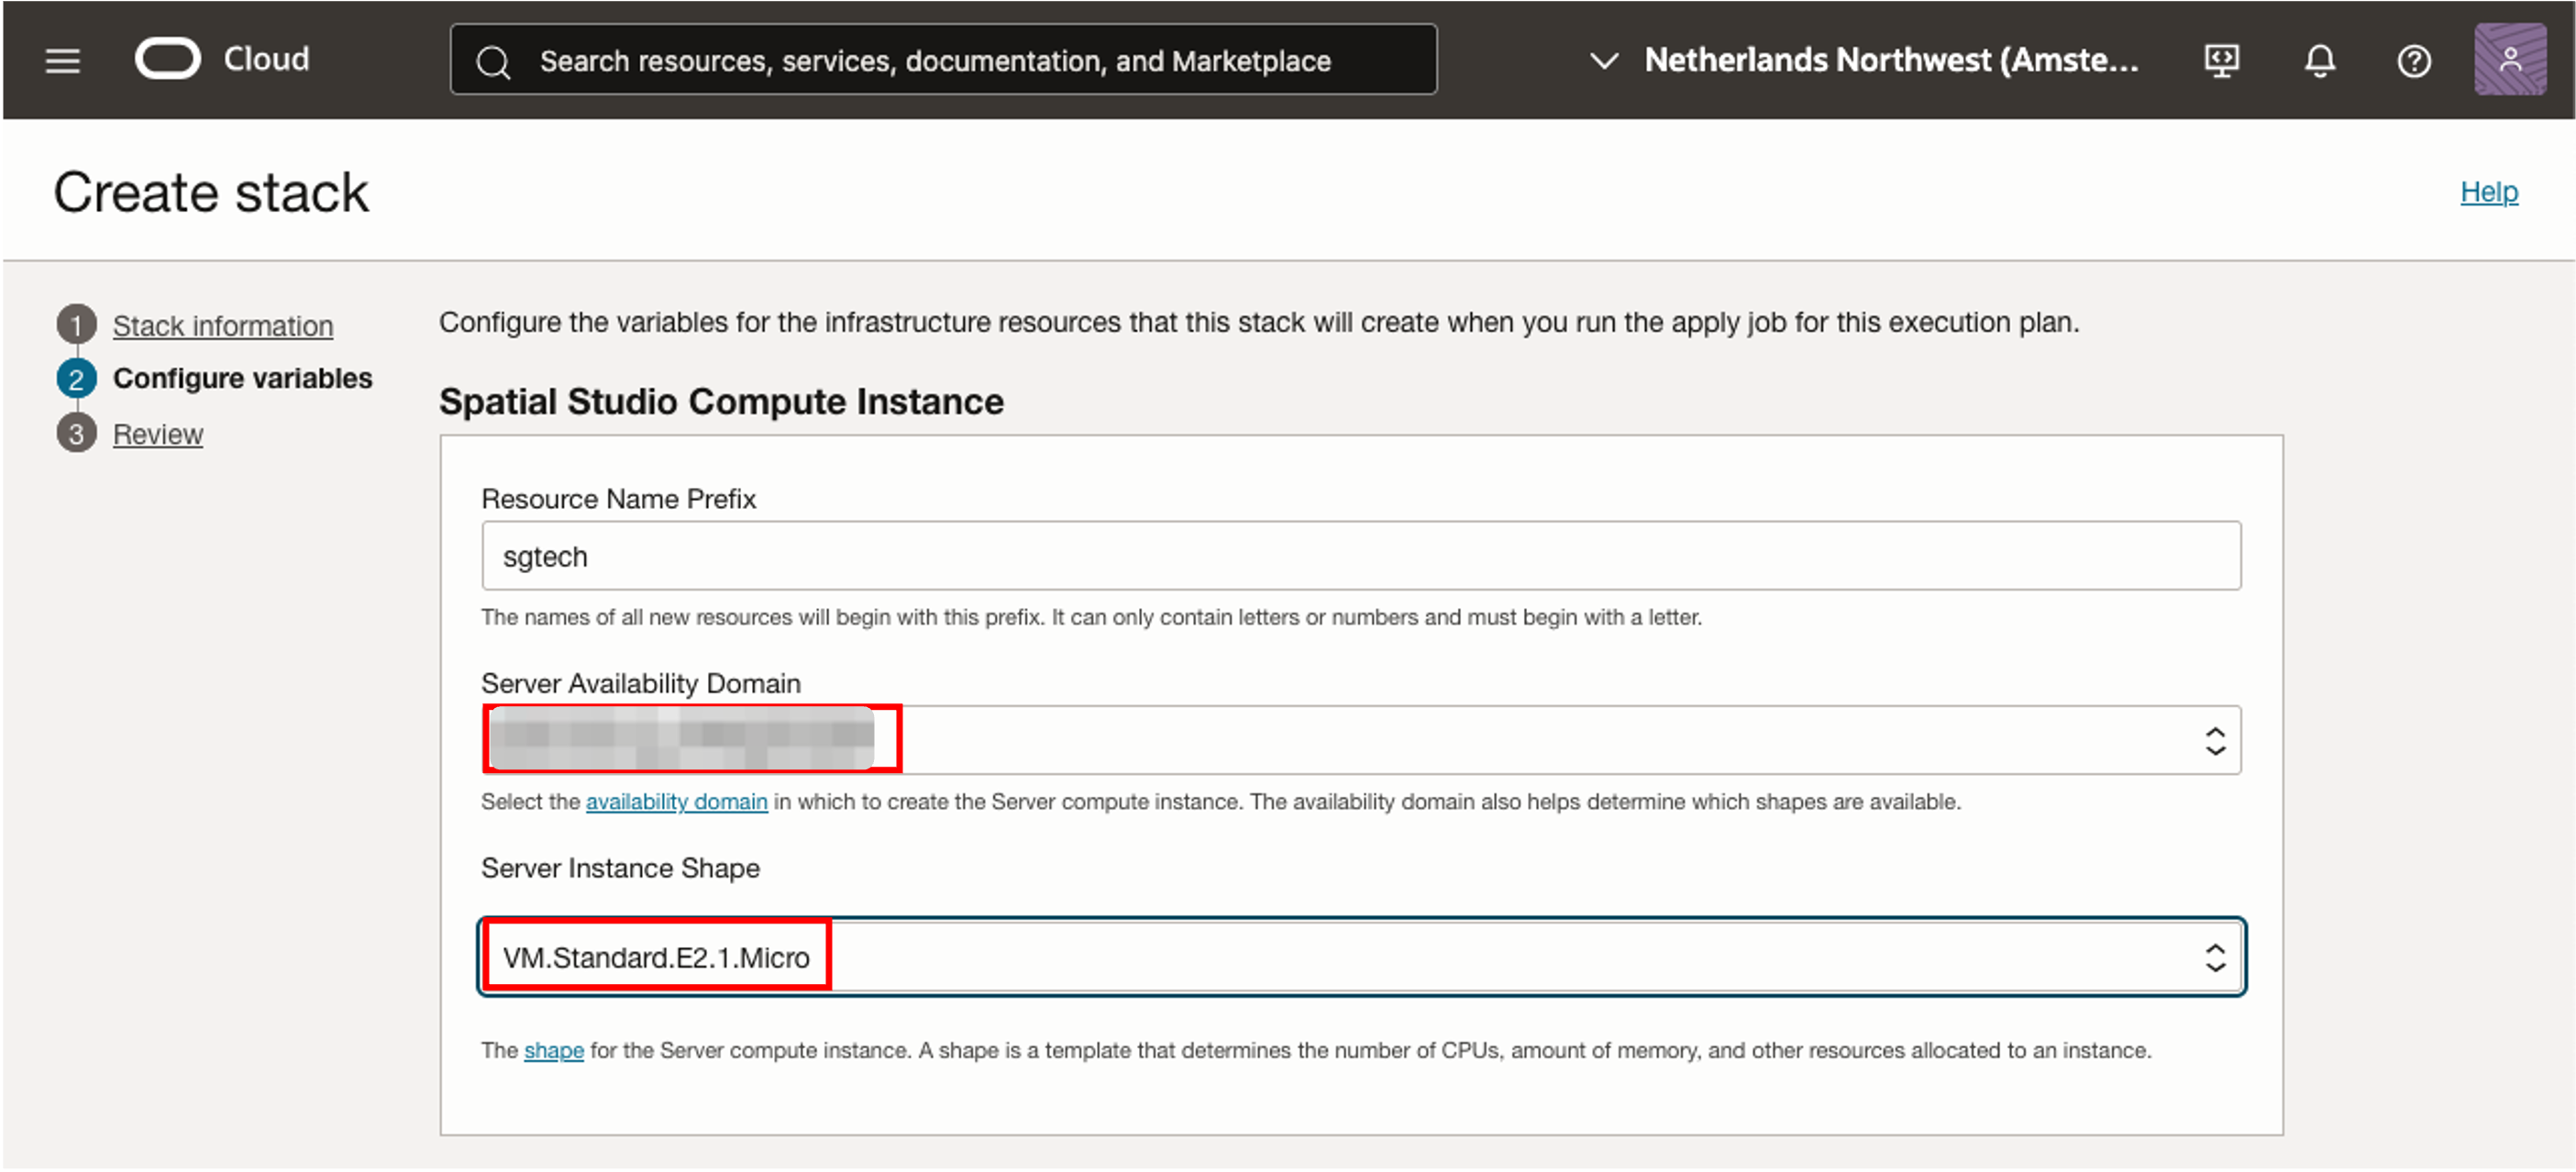 Cloud
Search resources, services, documentation, and Marketplace
Netherlands Northwest (Amste...
Create stack
Help
1 Stack information
2 Configure variables
3 Review
Configure the variables for the infrastructure resources that this stack will create when you run the apply job for this execution plan.
Spatial Studio Compute Instance
Resource Name Prefix
sgtech
The names of all new resources will begin with this prefix. It can only contain letters or numbers and must begin with a letter.
Server Availability Domain
Select the availability domain in which to create the Server compute instance. The availability domain also helps determine which shapes are available.
Server Instance Shape
VM.Standard.E2.1.Micro
The shape for the Server compute instance. A shape is a template that determines the number of CPUs, amount of memory, and other resources allocated to an instance.